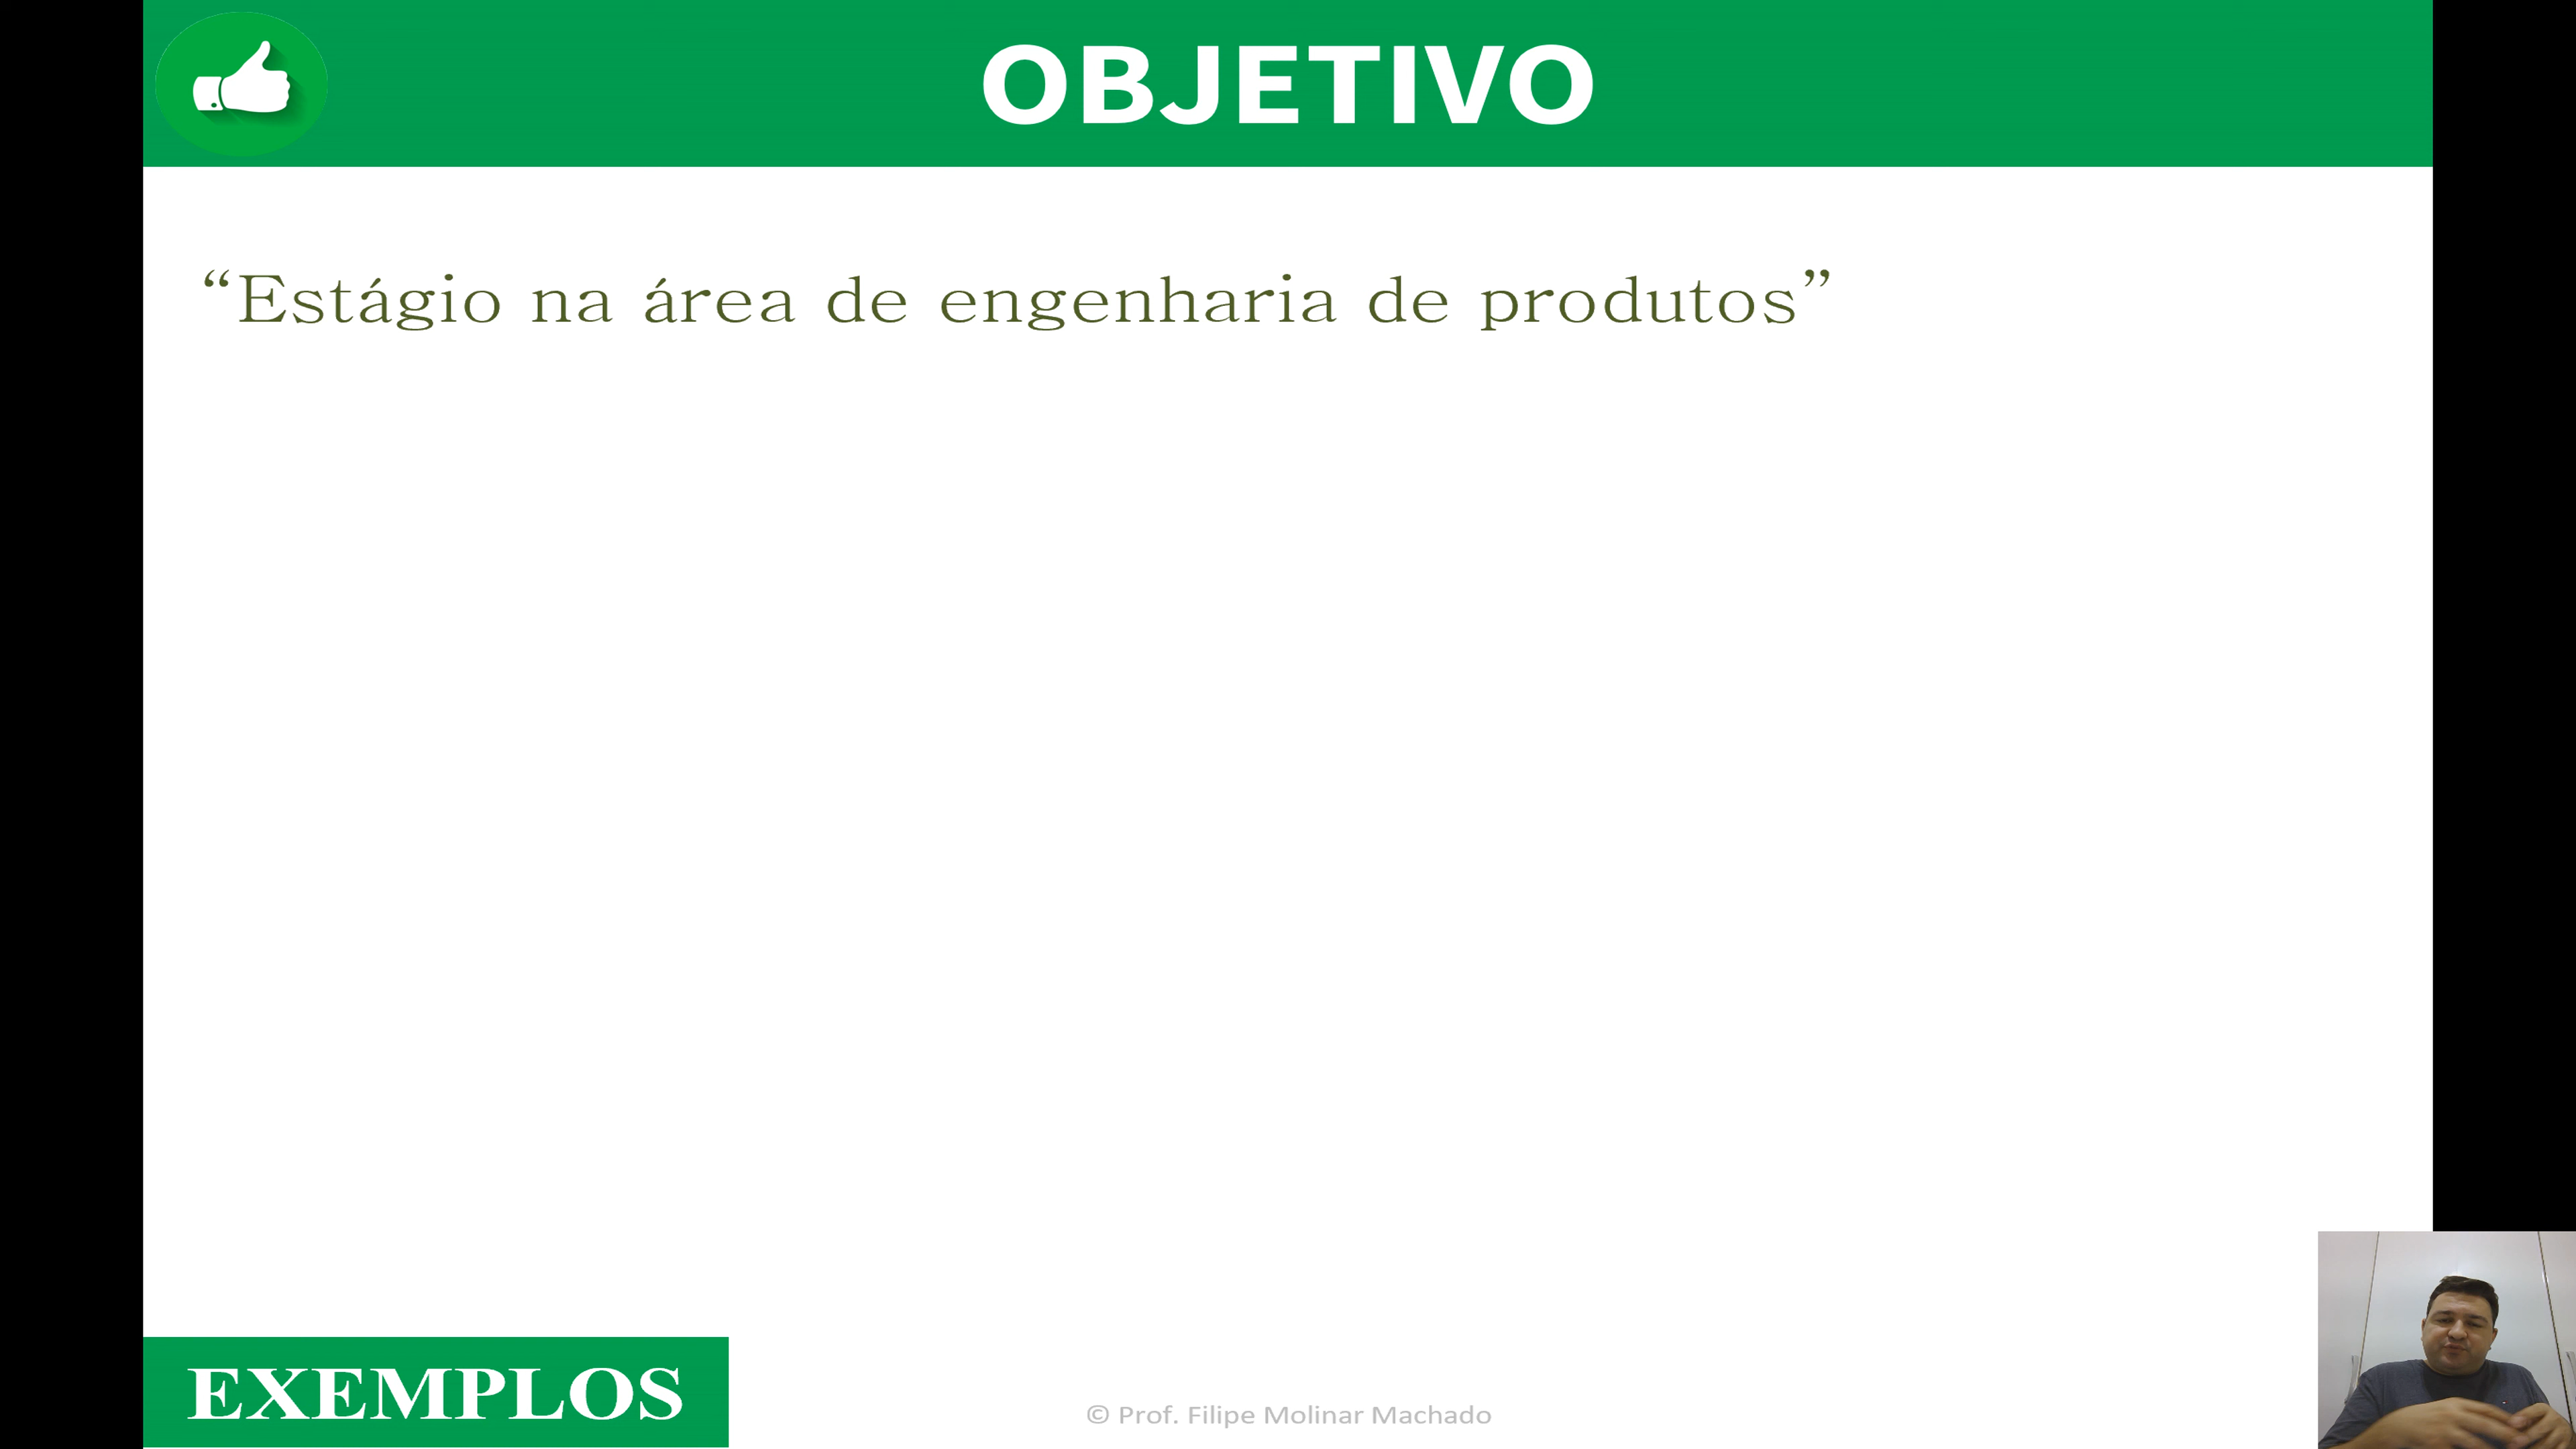 OBJETIVO
“Estágio na área de engenharia de produtos”
EXEMPLOS
© Prof. Filipe Molinar Machado